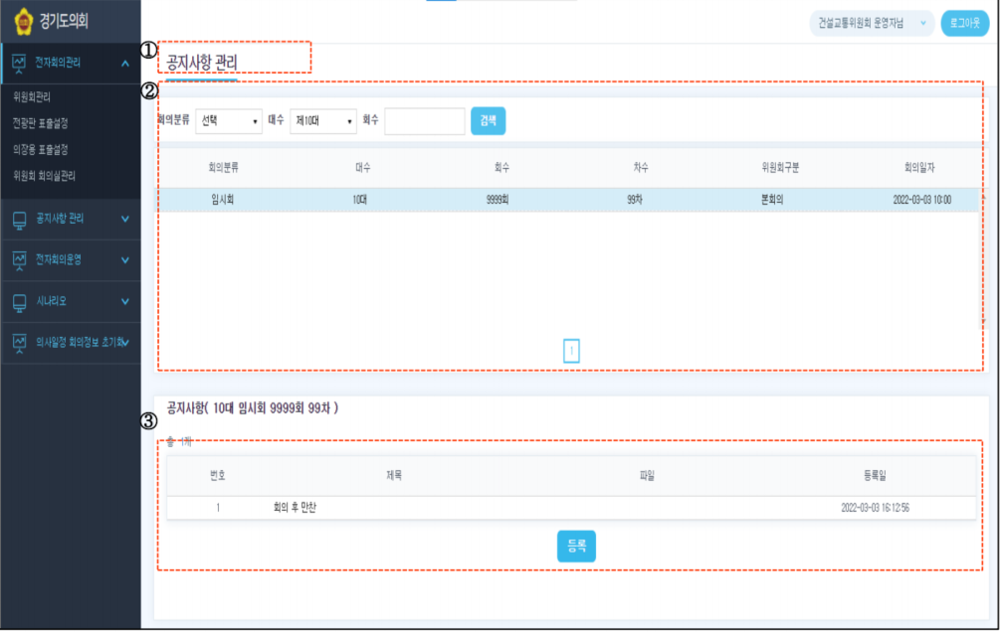 경기도의회
건설교통위원회 운영자님
로그아웃
전자회의관리
위원회관리
전광판 표출설정
의장용 표출설정
위원회 회의실관리
공지사항 관리
전자회의운영
시나리오
의사일정 회의정보 초기화
① 공지사항 관리
②
회의분류 선택 대수 제10대 회수 검색
회의분류 대수 회수 차수 위원회구분 회의일자
임시회 10대 9999회 99차 본회의 2022-03-03 10:00
1
공지사항( 10대 임시회 9999회 99차 )
③
총 1개
번호 제목 파일 등록일
1 회의 후 만찬 2022-03-03 16:12:56
등록